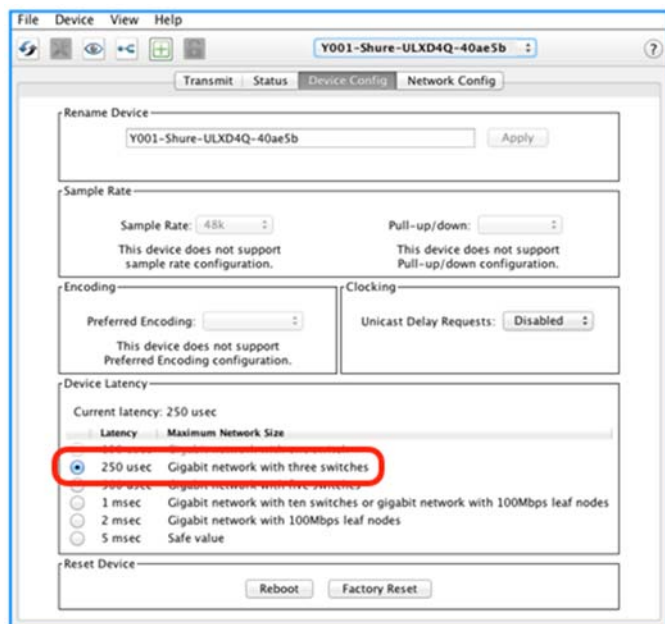 File Device View Help
Y001-Shure-ULXD4Q-40ae5b
?
Transmit Status Device Config Network Config
Rename Device
Y001-Shure-ULXD4Q-40ae5b Apply
Sample Rate
Sample Rate: 48k Pull-up/down:
This device does not support This device does not support
sample rate configuration. Pull-up/down configuration.
Encoding Clocking
Preferred Encoding: Unicast Delay Requests: Disabled
This device does not support
Preferred Encoding configuration.
Device Latency
Current latency: 250 usec
Latency Maximum Network Size
250 usec Gigabit network with three switches
1 msec Gigabit network with ten switches or gigabit network with 100Mbps leaf nodes
2 msec Gigabit network with 100Mbps leaf nodes
5 msec Safe value
Reset Device
Reboot Factory Reset